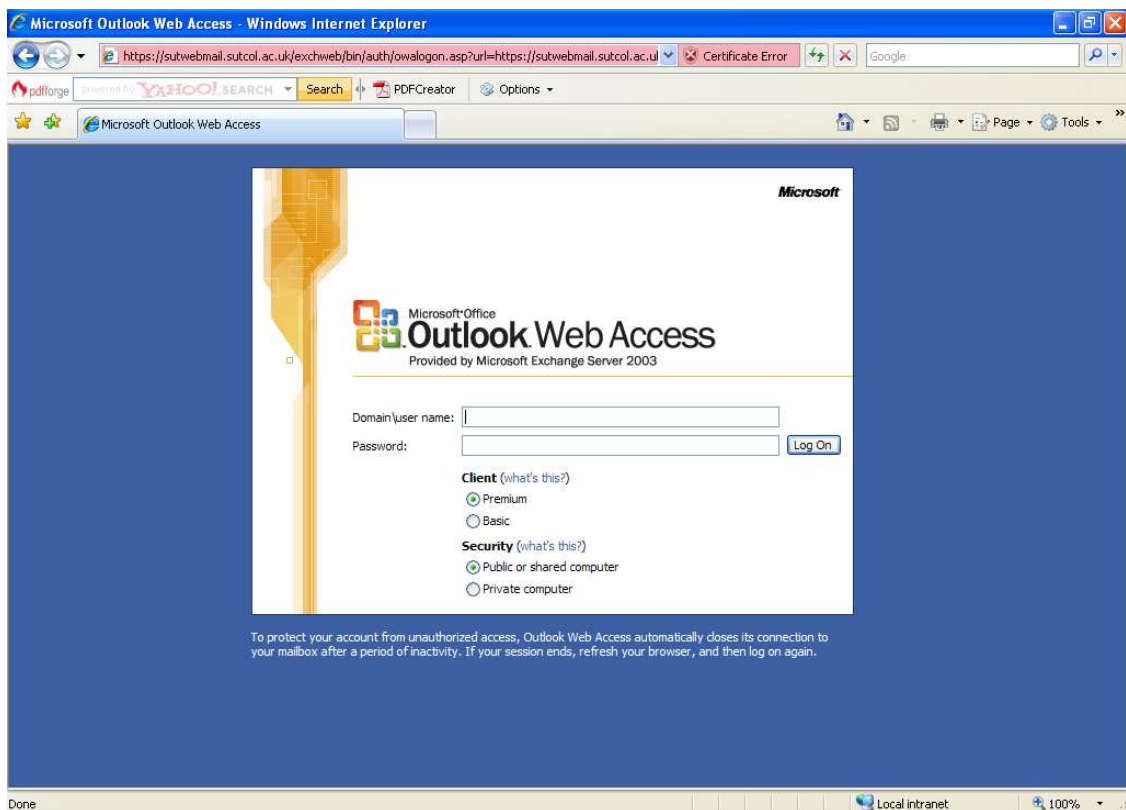 Microsoft Outlook Web Access - Windows Internet Explorer
https://sutwebmail.sutcol.ac.uk/exchweb/bin/auth/owalogon.asp?url=https://sutwebmail.sutcol.ac.ul Certificate Error Google
pdfforge powered by YAHOO! SEARCH Search PDFCreator Options
Microsoft Outlook Web Access Page Tools »
Microsoft
Microsoft Office
Outlook Web Access
Provided by Microsoft Exchange Server 2003
Domain\user name:
Password: Log On
Client (what's this?)
Premium
Basic
Security (what's this?)
Public or shared computer
Private computer
To protect your account from unauthorized access, Outlook Web Access automatically closes its connection to
your mailbox after a period of inactivity. If your session ends, refresh your browser, and then log on again.
Done Local intranet 100%